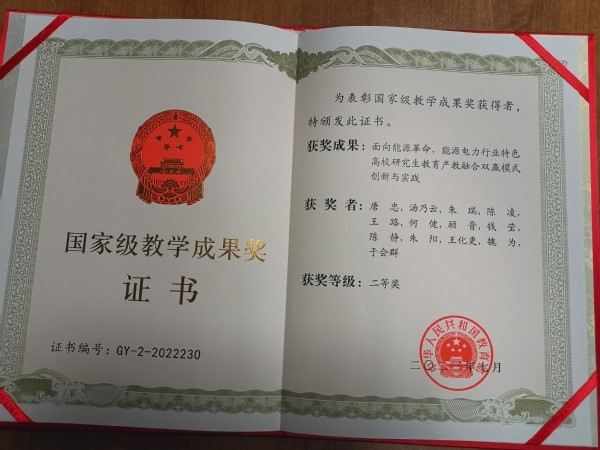 国家级教学成果奖
证书
证书编号：GY-2-2022230
为表彰国家级教学成果奖获得者，
特颁发此证书。
获奖成果：面向能源革命，能源电力行业特色
高校研究生教育产教融合双赢模式
创新与实践
获奖者：唐忠，汤乃云，朱瑞，陈凌，
王路，何健，顾晋，钱莹，
陈静，朱阳，王化更，魏为，
于会群
获奖等级：二等奖
中华人民共和国教育部
二〇二三年七月